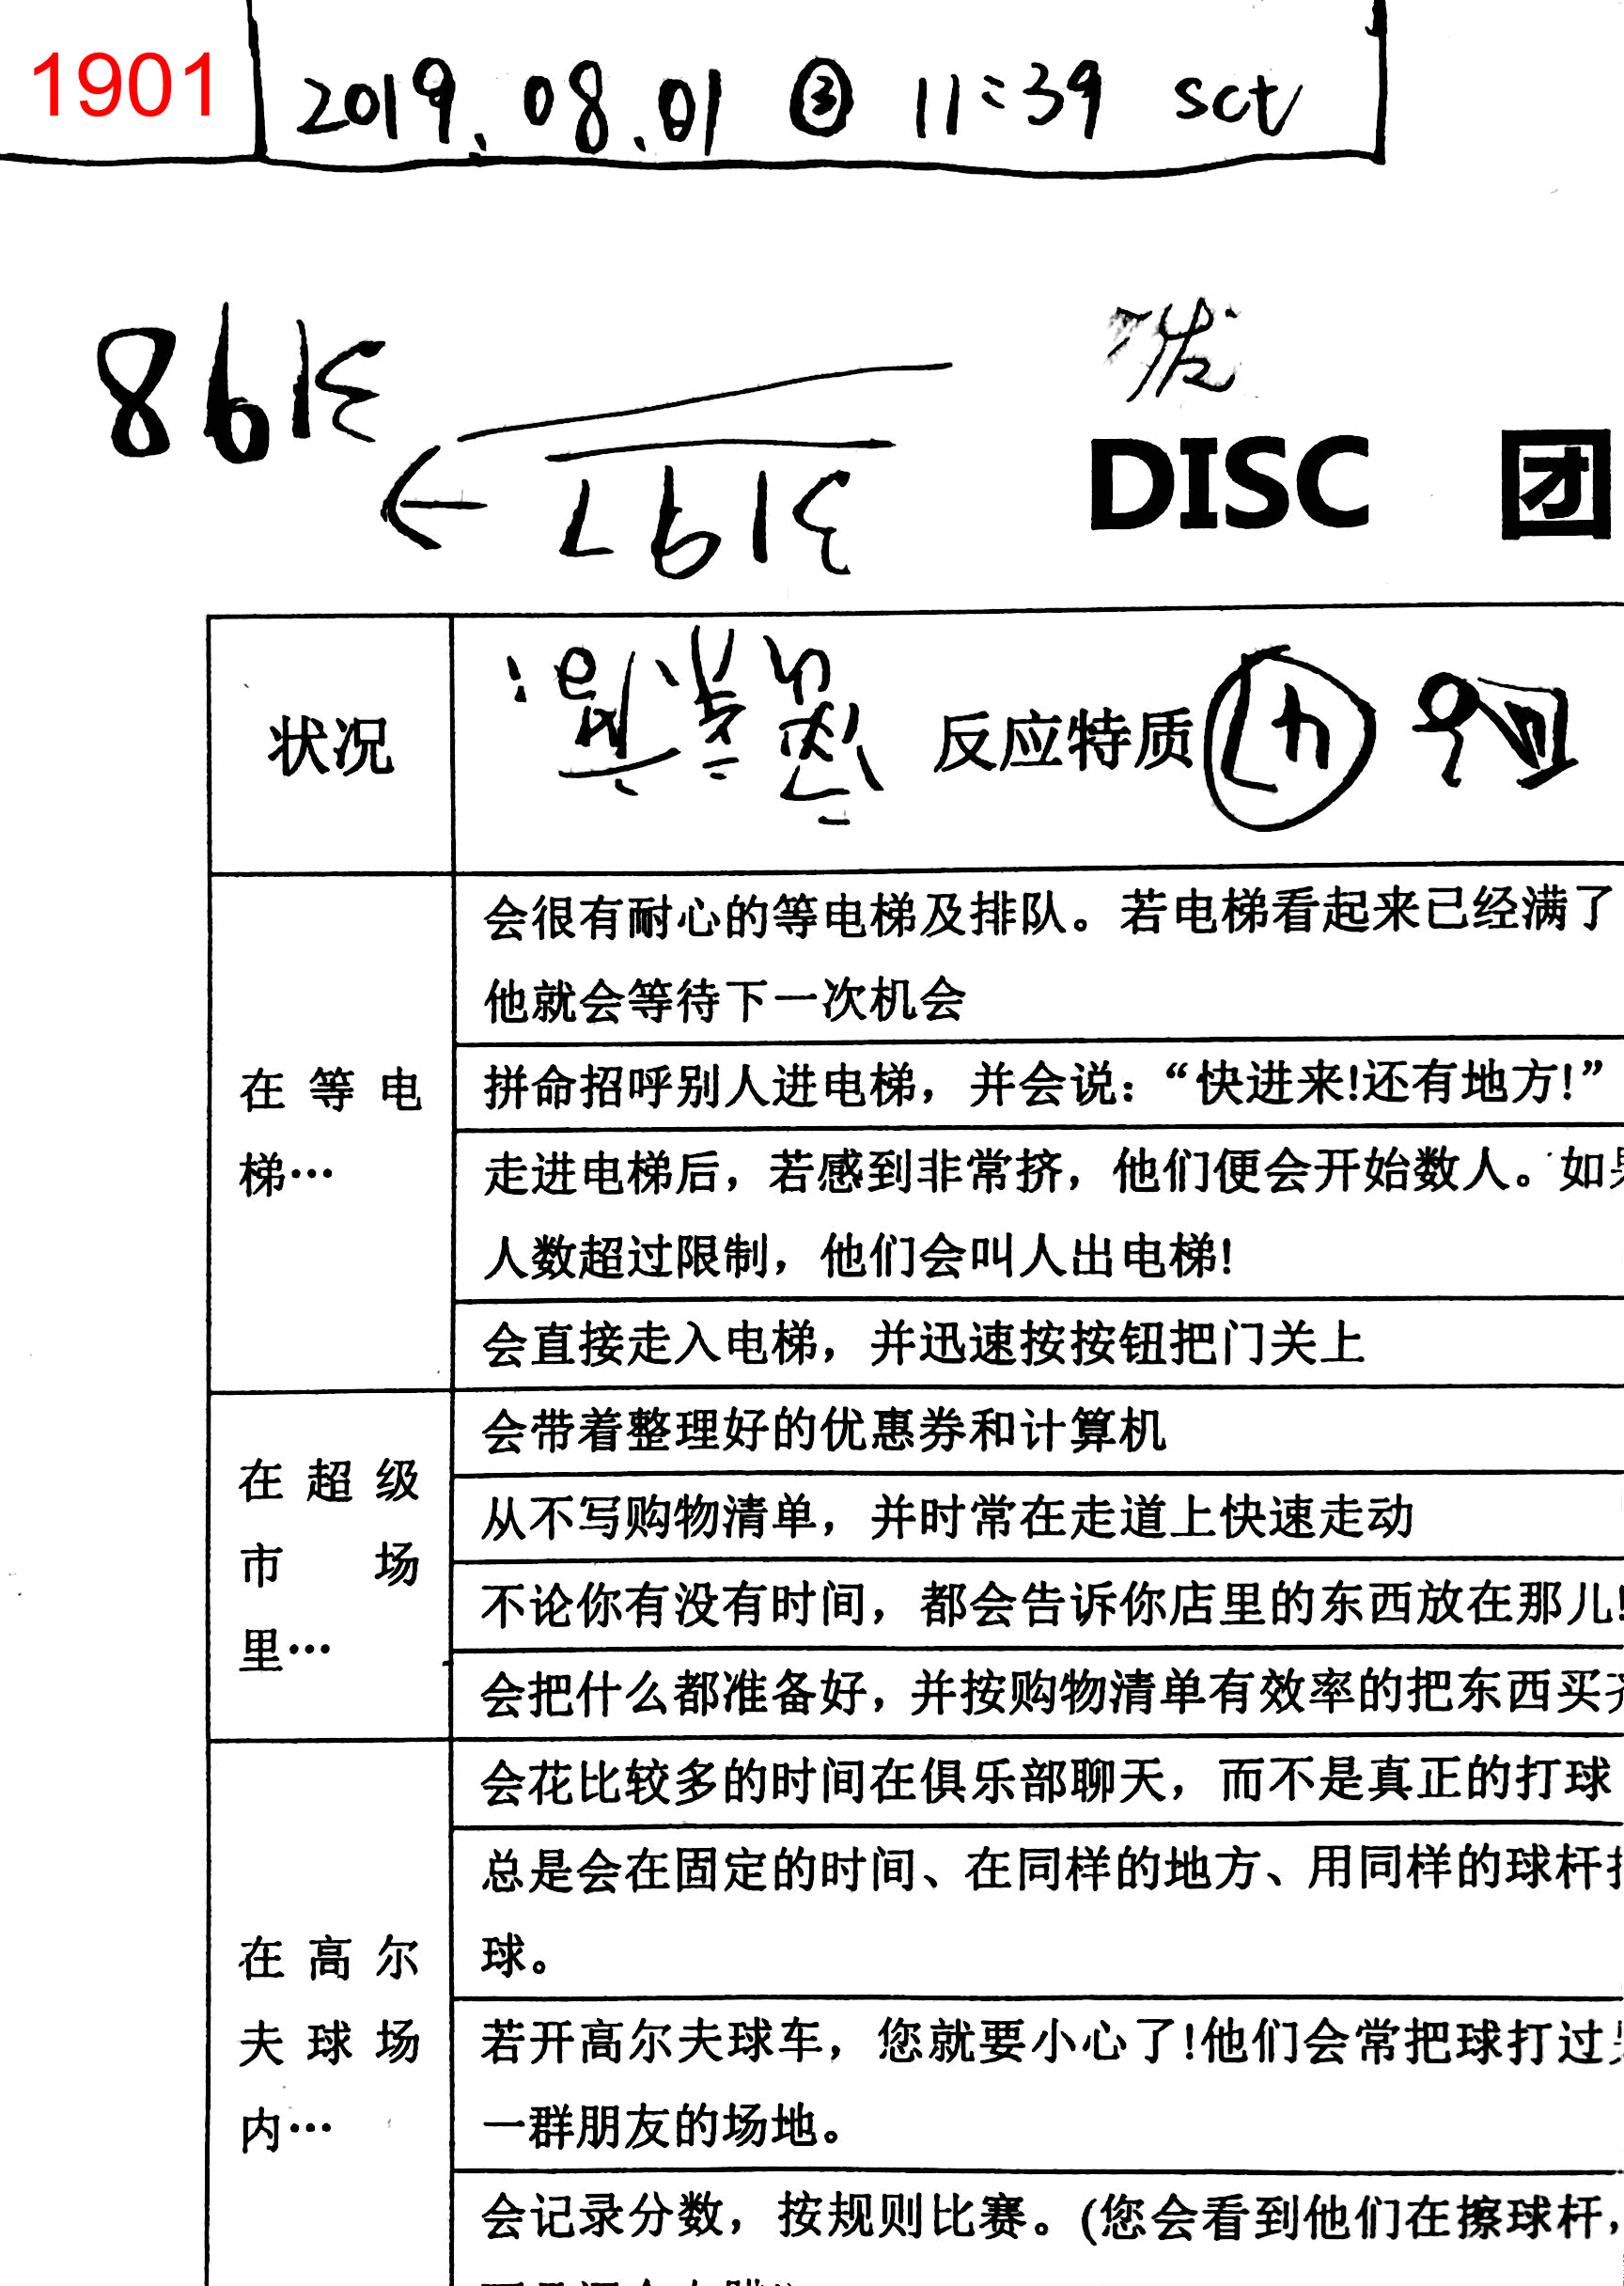 1901
2019.08.01 ③ 11:39 sct
3198
3197
DISC 团
状况
反应特质
会很有耐心的等电梯及排队。若电梯看起来已经满了
他就会等待下一次机会
在等电
拼命招呼别人进电梯，并会说：“快进来!还有地方!”
梯…
走进电梯后，若感到非常挤，他们便会开始数人。如
人数超过限制，他们会叫人出电梯!
会直接走入电梯，并迅速按按钮把门关上
会带着整理好的优惠券和计算机
在超级
从不写购物清单，并时常在走道上快速走动
市场
不论你有没有时间，都会告诉你店里的东西放在那儿!
里…
会把什么都准备好，并按购物清单有效率的把东西买
会花比较多的时间在俱乐部聊天，而不是真正的打球
总是会在固定的时间、在同样的地方、用同样的球杆
在高尔
球。
夫球场
若开高尔夫球车，您就要小心了!他们会常把球打过
内…
一群朋友的场地。
会记录分数，按规则比赛。(您会看到他们在擦球杆，